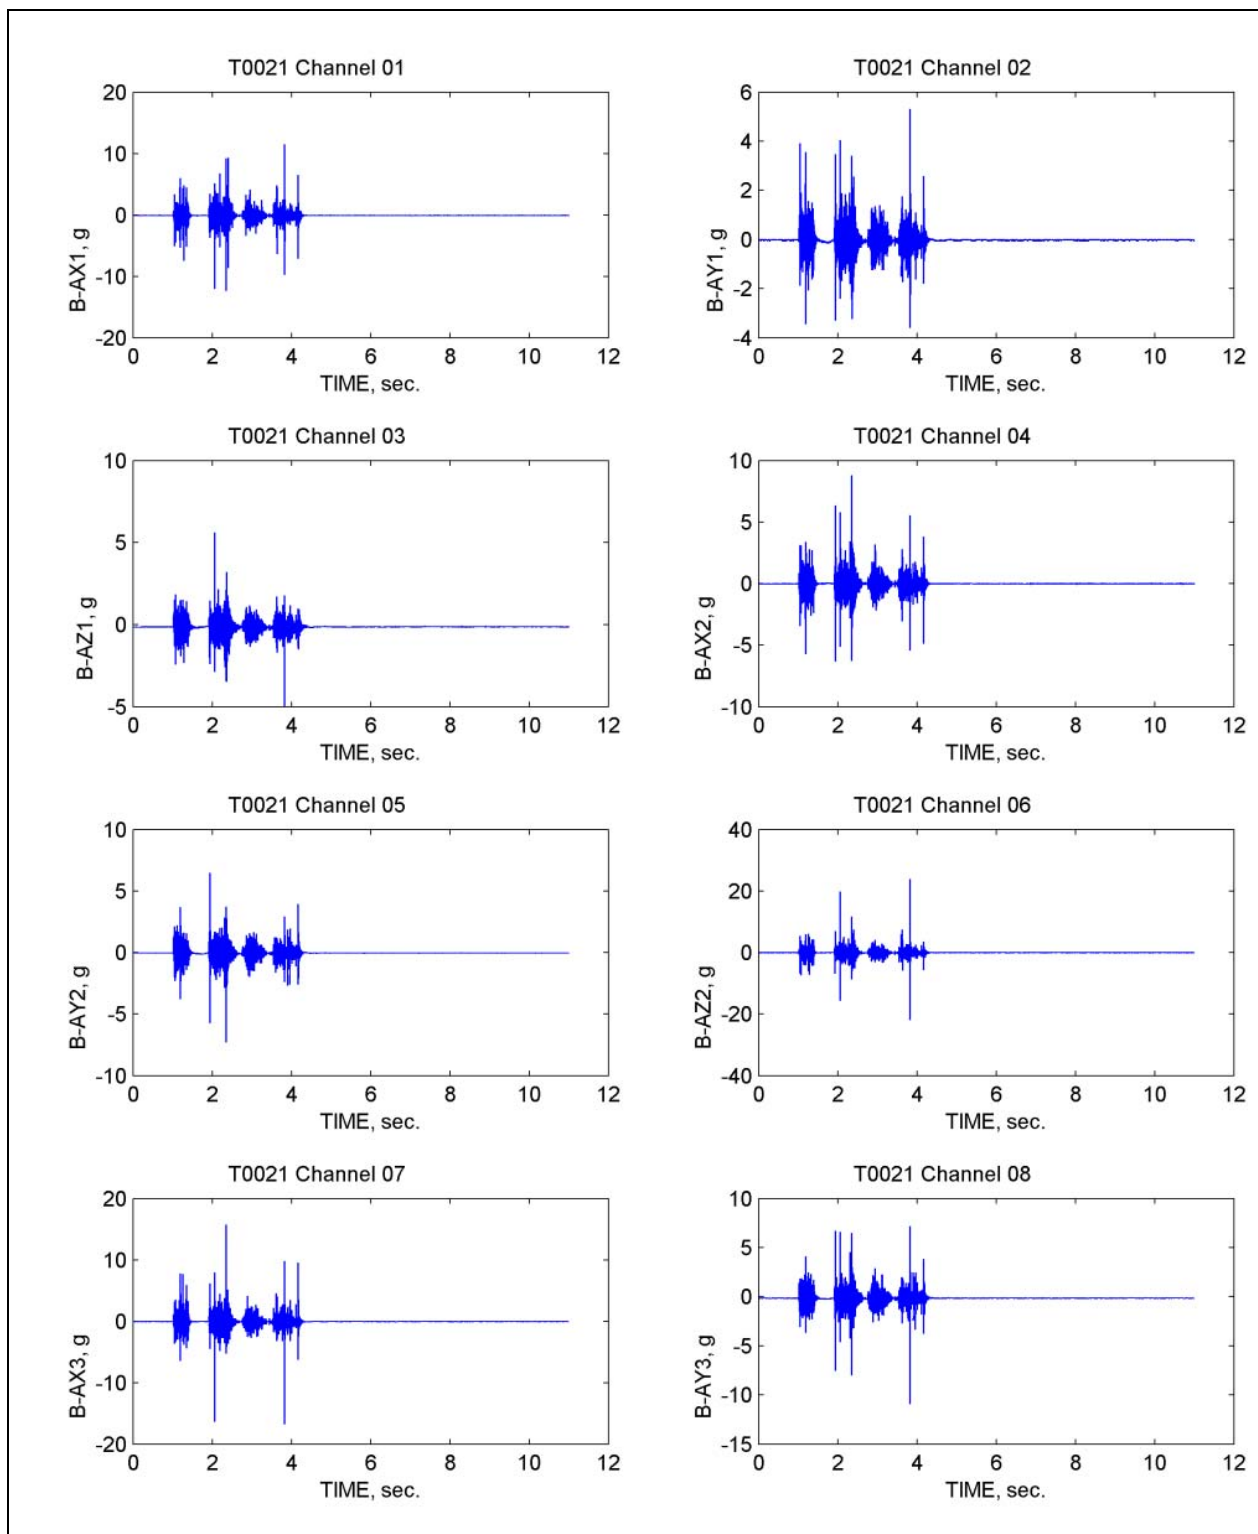 T0021 Channel 01
20
10
0
-10
-20
B-AX1, g
0 2 4 6 8 10 12
TIME, sec.
T0021 Channel 02
6
4
2
0
-2
-4
B-AY1, g
0 2 4 6 8 10 12
TIME, sec.
T0021 Channel 03
10
5
0
-5
B-AZ1, g
0 2 4 6 8 10 12
TIME, sec.
T0021 Channel 04
10
5
0
-5
-10
B-AX2, g
0 2 4 6 8 10 12
TIME, sec.
T0021 Channel 05
10
5
0
-5
-10
B-AY2, g
0 2 4 6 8 10 12
TIME, sec.
T0021 Channel 06
40
20
0
-20
-40
B-AZ2, g
0 2 4 6 8 10 12
TIME, sec.
T0021 Channel 07
20
10
0
-10
-20
B-AX3, g
0 2 4 6 8 10 12
TIME, sec.
T0021 Channel 08
10
5
0
-5
-10
-15
B-AY3, g
0 2 4 6 8 10 12
TIME, sec.